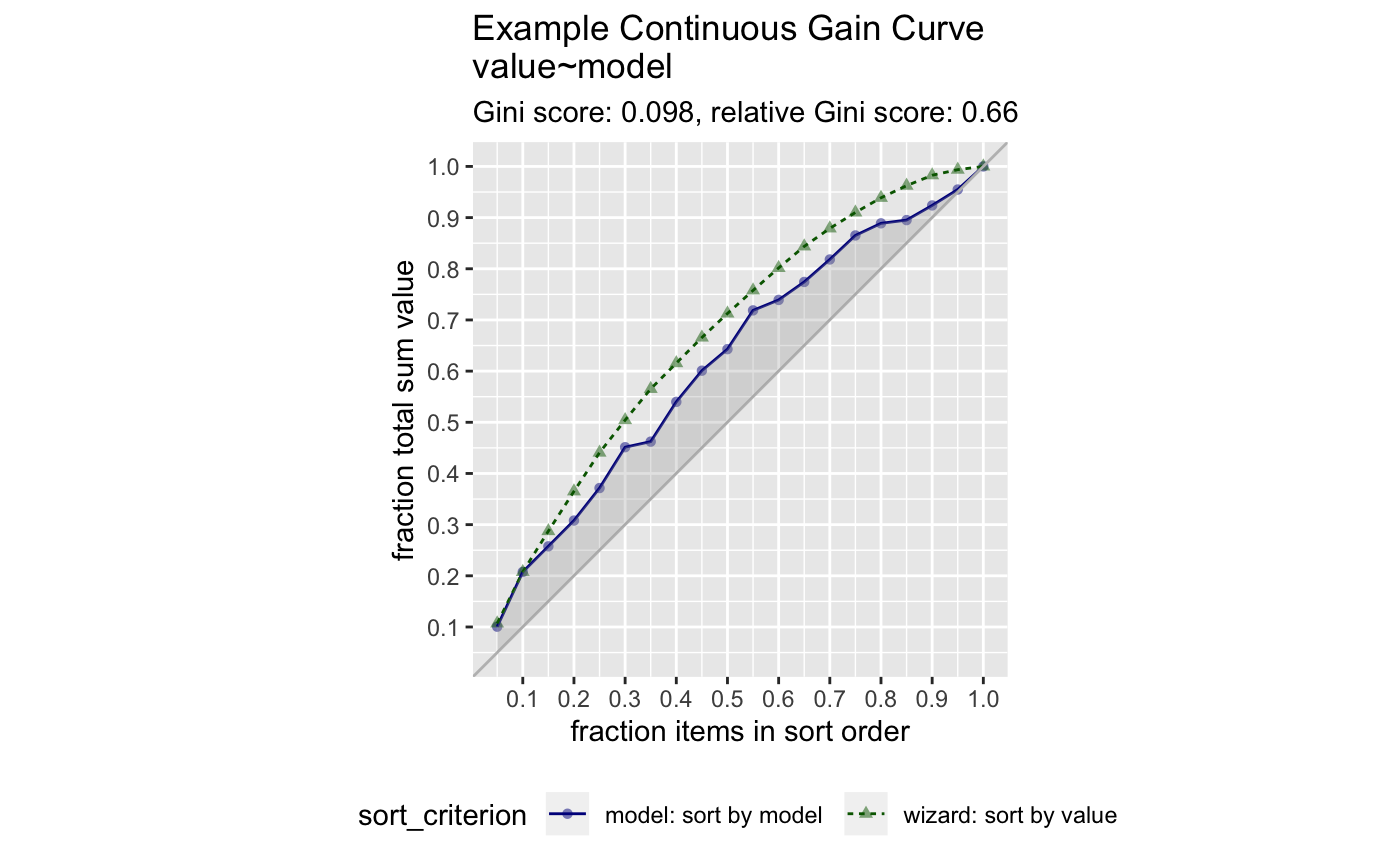 Example Continuous Gain Curve
value~model
Gini score: 0.098, relative Gini score: 0.66
fraction total sum value
1.0
0.9
0.8
0.7
0.6
0.5
0.4
0.3
0.2
0.1
0.1 0.2 0.3 0.4 0.5 0.6 0.7 0.8 0.9 1.0
fraction items in sort order
sort_criterion model: sort by model wizard: sort by value